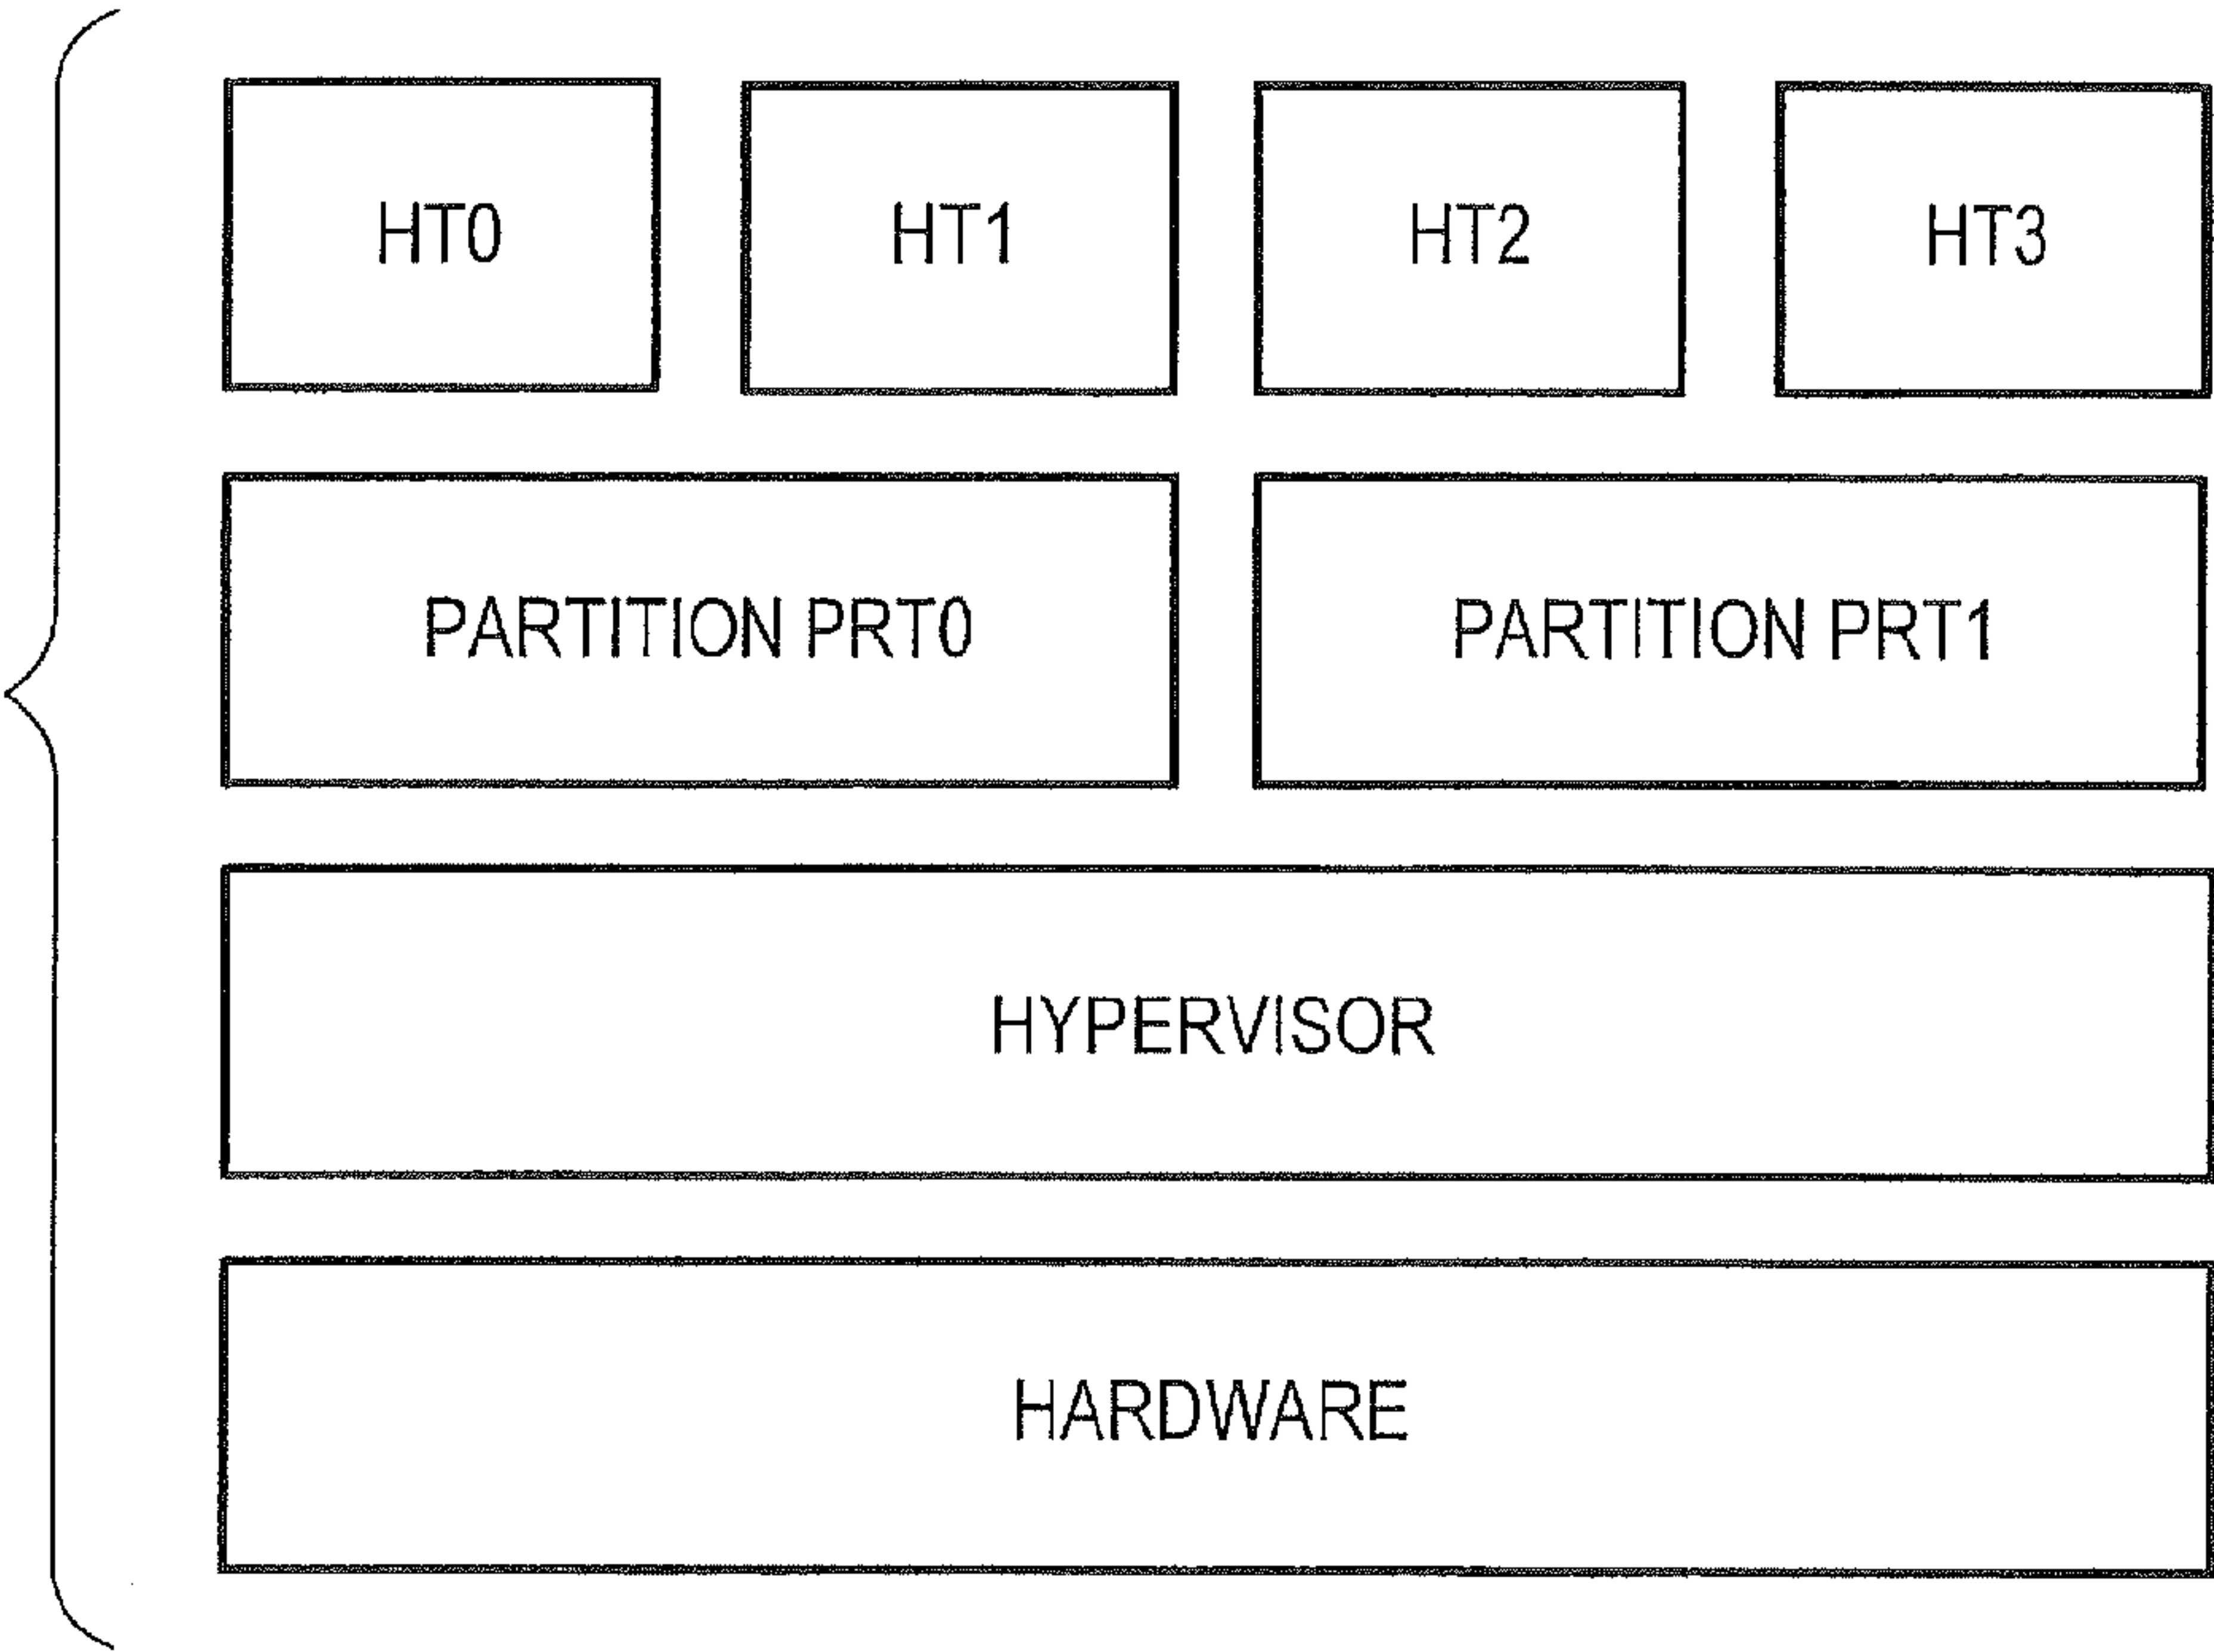 HT0 HT1 HT2 HT3
PARTITION PRT0 PARTITION PRT1
HYPERVISOR
HARDWARE